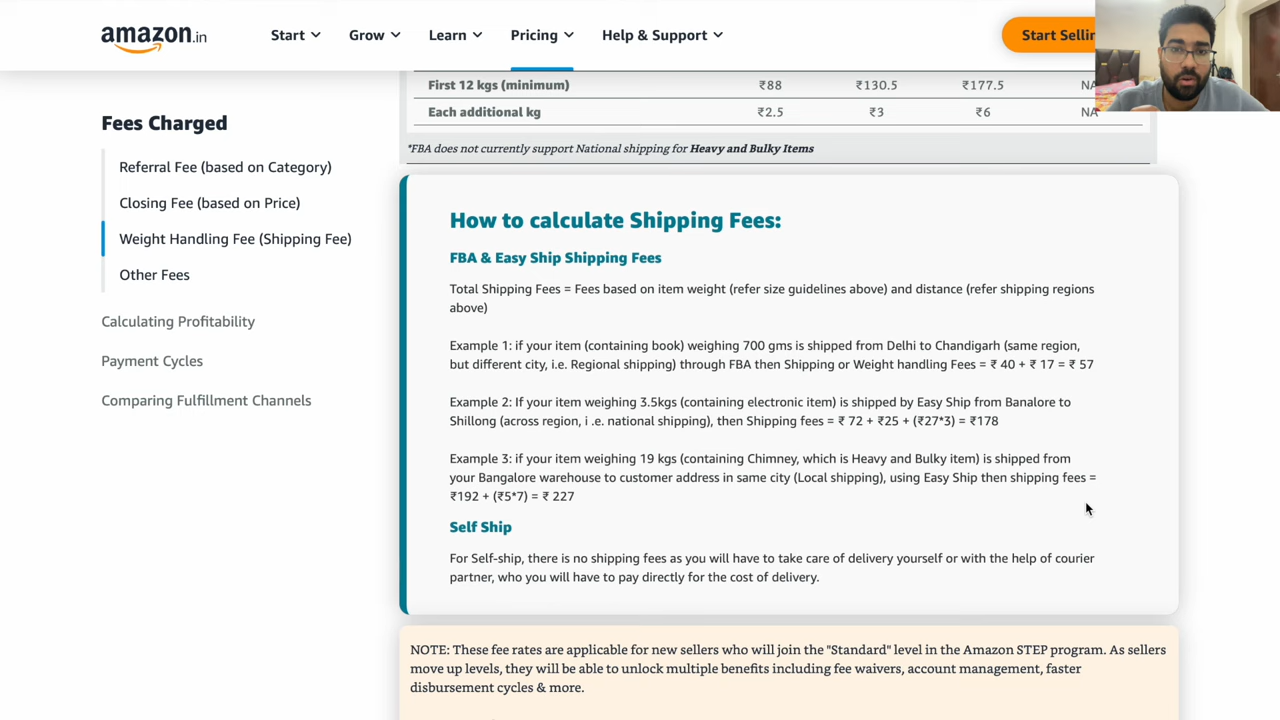 amazon.in
Start
Grow
Learn
Pricing
Help & Support
Start Sellin
Fees Charged
Referral Fee (based on Category)
Closing Fee (based on Price)
Weight Handling Fee (Shipping Fee)
Other Fees
Calculating Profitability
Payment Cycles
Comparing Fulfillment Channels
First 12 kgs (minimum) ₹88 ₹130.5 ₹177.5 NA
Each additional kg ₹2.5 ₹3 ₹6 NA
*FBA does not currently support National shipping for Heavy and Bulky Items
How to calculate Shipping Fees:
FBA & Easy Ship Shipping Fees
Total Shipping Fees = Fees based on item weight (refer size guidelines above) and distance (refer shipping regions
above)
Example 1: if your item (containing book) weighing 700 gms is shipped from Delhi to Chandigarh (same region,
but different city, i.e. Regional shipping) through FBA then Shipping or Weight handling Fees = ₹ 40 + ₹ 17 = ₹ 57
Example 2: If your item weighing 3.5kgs (containing electronic item) is shipped by Easy Ship from Banalore to
Shillong (across region, i .e. national shipping), then Shipping fees = ₹ 72 + ₹25 + (₹27*3) = ₹178
Example 3: if your item weighing 19 kgs (containing Chimney, which is Heavy and Bulky item) is shipped from
your Bangalore warehouse to customer address in same city (Local shipping), using Easy Ship then shipping fees =
₹192 + (₹5*7) = ₹ 227
Self Ship
For Self-ship, there is no shipping fees as you will have to take care of delivery yourself or with the help of courier
partner, who you will have to pay directly for the cost of delivery.
NOTE: These fee rates are applicable for new sellers who will join the "Standard" level in the Amazon STEP program. As sellers
move up levels, they will be able to unlock multiple benefits including fee waivers, account management, faster
disbursement cycles & more.